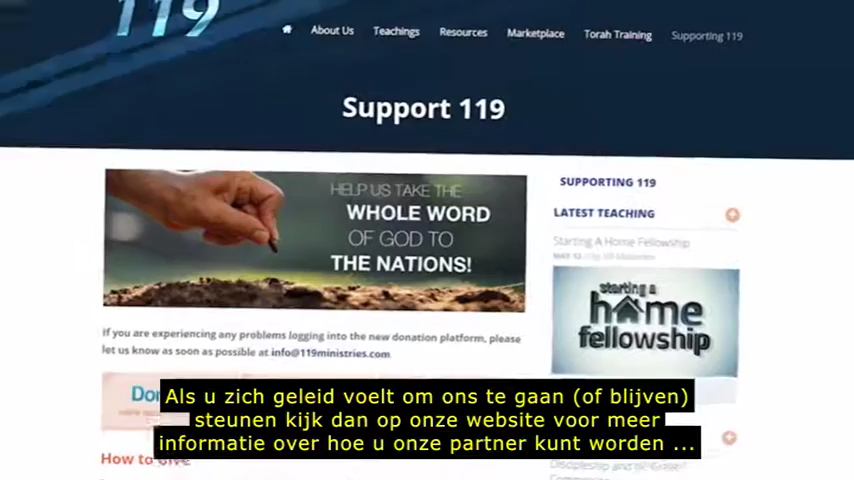 119
About Us Teachings Resources Marketplace Torah Training Supporting 119
Support 119
HELP US TAKE THE
WHOLE WORD
OF GOD TO
THE NATIONS!
If you are experiencing any problems logging into the new donation platform, please
let us know as soon as possible at info@119ministries.com
SUPPORTING 119
LATEST TEACHING
Starting A Home Fellowship
starting a
home
fellowship
Als u zich geleid voelt om ons te gaan (of blijven)
steunen kijk dan op onze website voor meer
informatie over hoe u onze partner kunt worden ...
How to Give